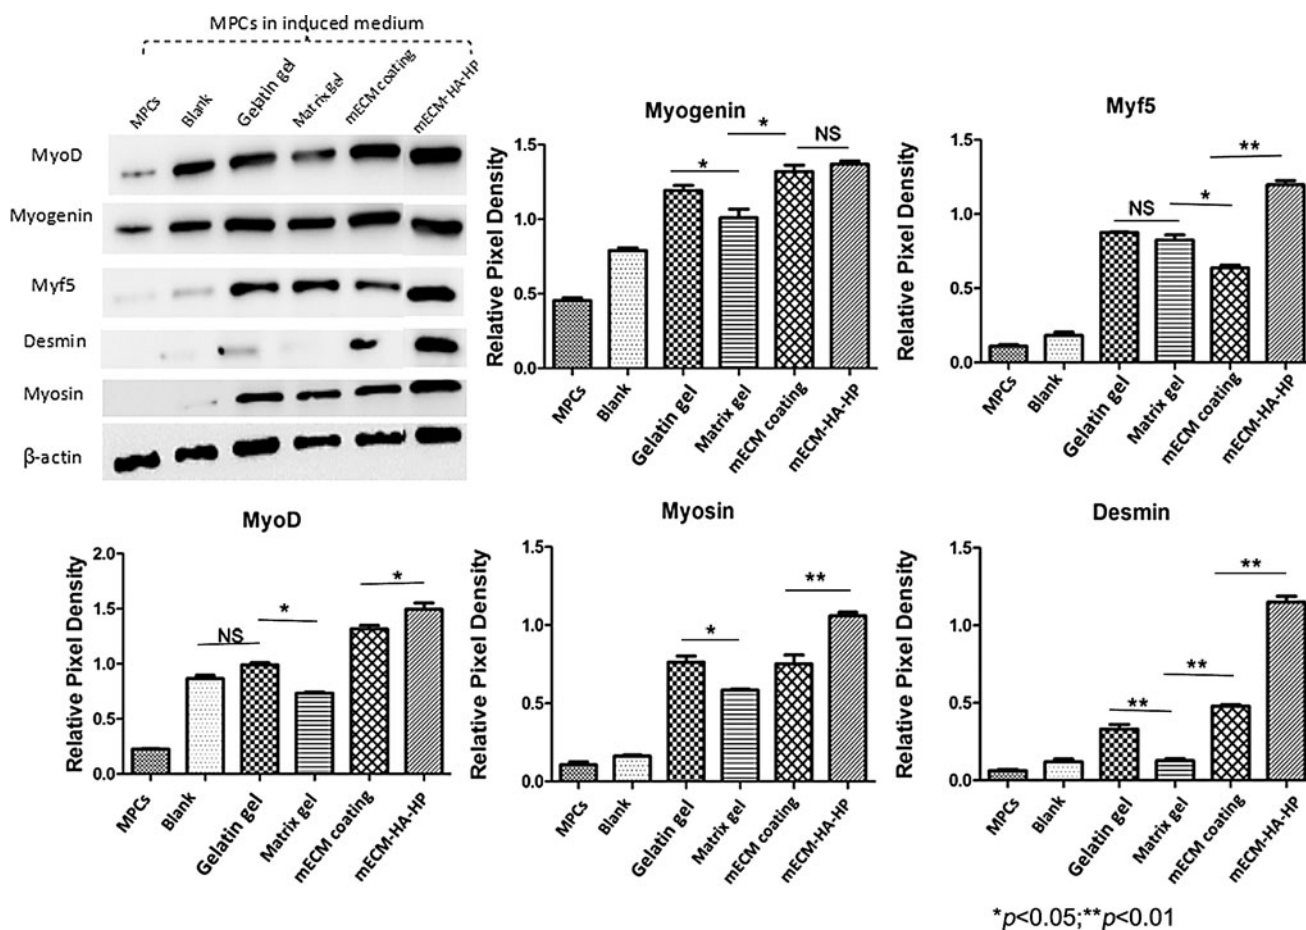 MPCs in induced medium
MPCs
Blank
Gelatin gel
Matrix gel
mECM coating
mECM-HA-HP
MyoD
Myogenin
Myf5
Desmin
Myosin
β-actin
Myogenin
Relative Pixel Density
1.5
1.0
0.5
0.0
*
*
NS
MPCs
Blank
Gelatin gel
Matrix gel
mECM coating
mECM-HA-HP
Myf5
Relative Pixel Density
1.5
1.0
0.5
0.0
NS
*
**
MPCs
Blank
Gelatin gel
Matrix gel
mECM coating
mECM-HA-HP
MyoD
Relative Pixel Density
2.0
1.5
1.0
0.5
0.0
NS
*
*
MPCs
Blank
Gelatin gel
Matrix gel
mECM coating
mECM-HA-HP
Myosin
Relative Pixel Density
1.5
1.0
0.5
0.0
*
**
MPCs
Blank
Gelatin gel
Matrix gel
mECM coating
mECM-HA-HP
Desmin
Relative Pixel Density
1.5
1.0
0.5
0.0
**
**
**
MPCs
Blank
Gelatin gel
Matrix gel
mECM coating
mECM-HA-HP
*p<0.05;**p<0.01